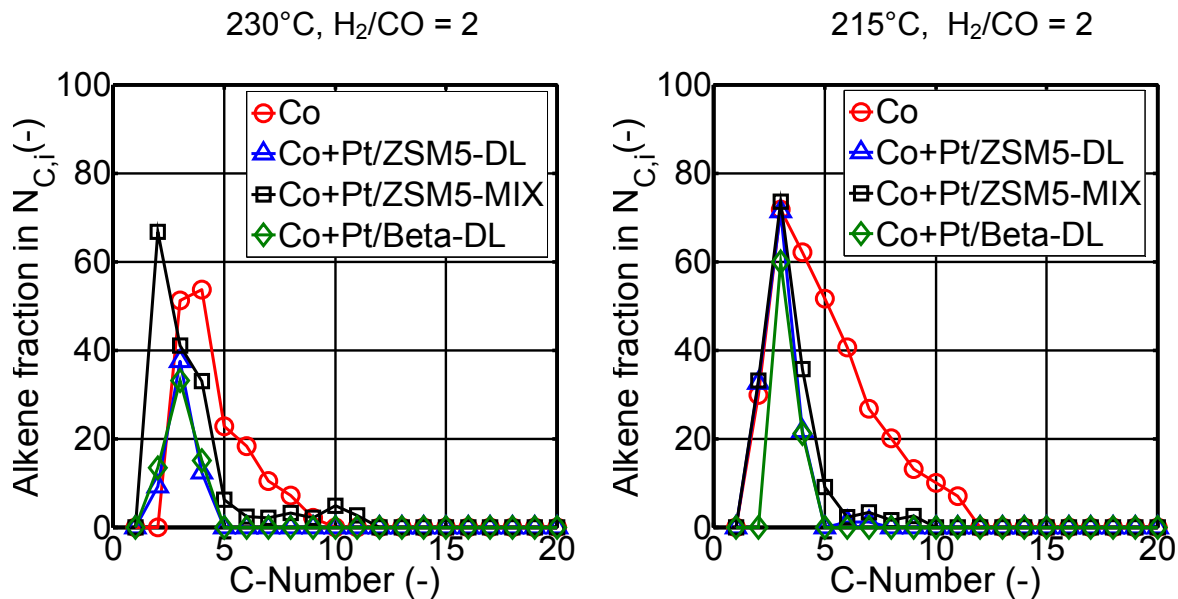 230°C, H₂/CO = 2
Alkene fraction in N_C,i(-)
100
80
60
40
20
0
0
5
10
15
20
C-Number (-)
Co
Co+Pt/ZSM5-DL
Co+Pt/ZSM5-MIX
Co+Pt/Beta-DL
215°C, H₂/CO = 2
Alkene fraction in N_C,i(-)
100
80
60
40
20
0
0
5
10
15
20
C-Number (-)
Co
Co+Pt/ZSM5-DL
Co+Pt/ZSM5-MIX
Co+Pt/Beta-DL